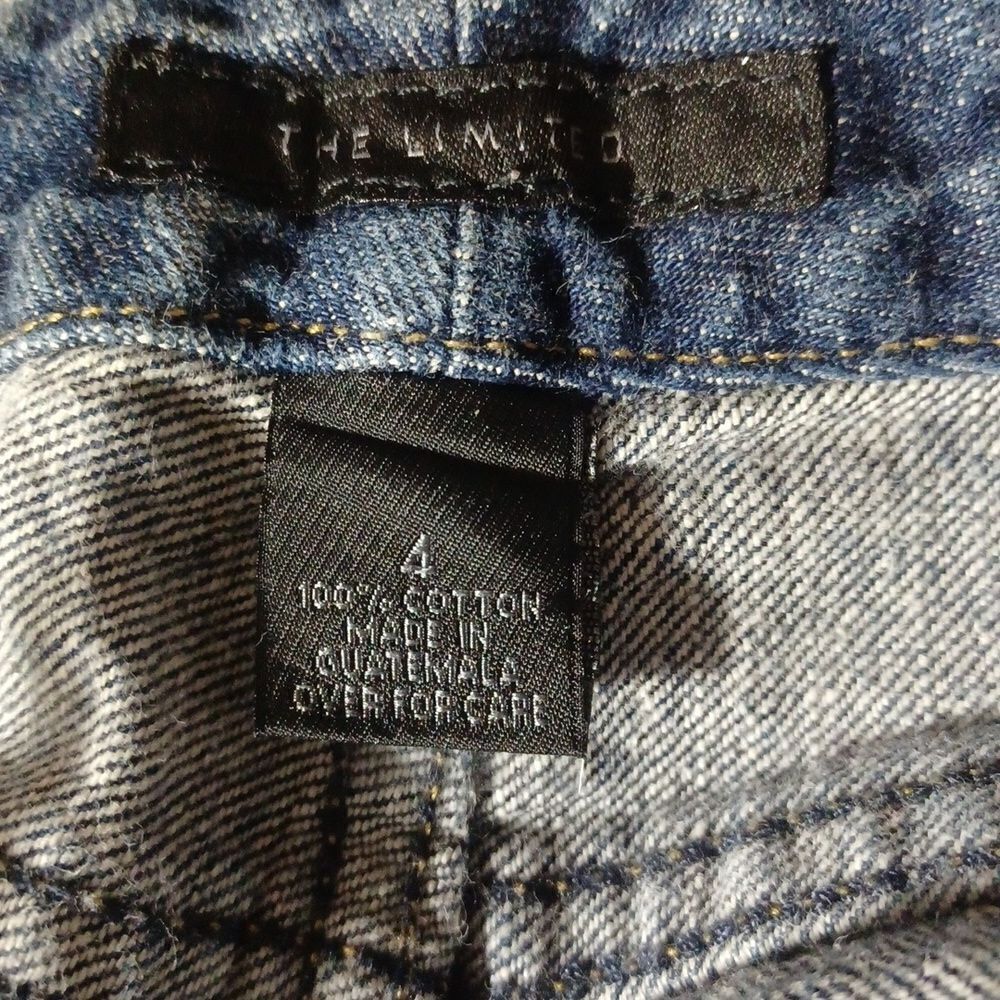 THE LIMITED
4
100% COTTON
MADE IN
GUATEMALA
OVER FOR CARE